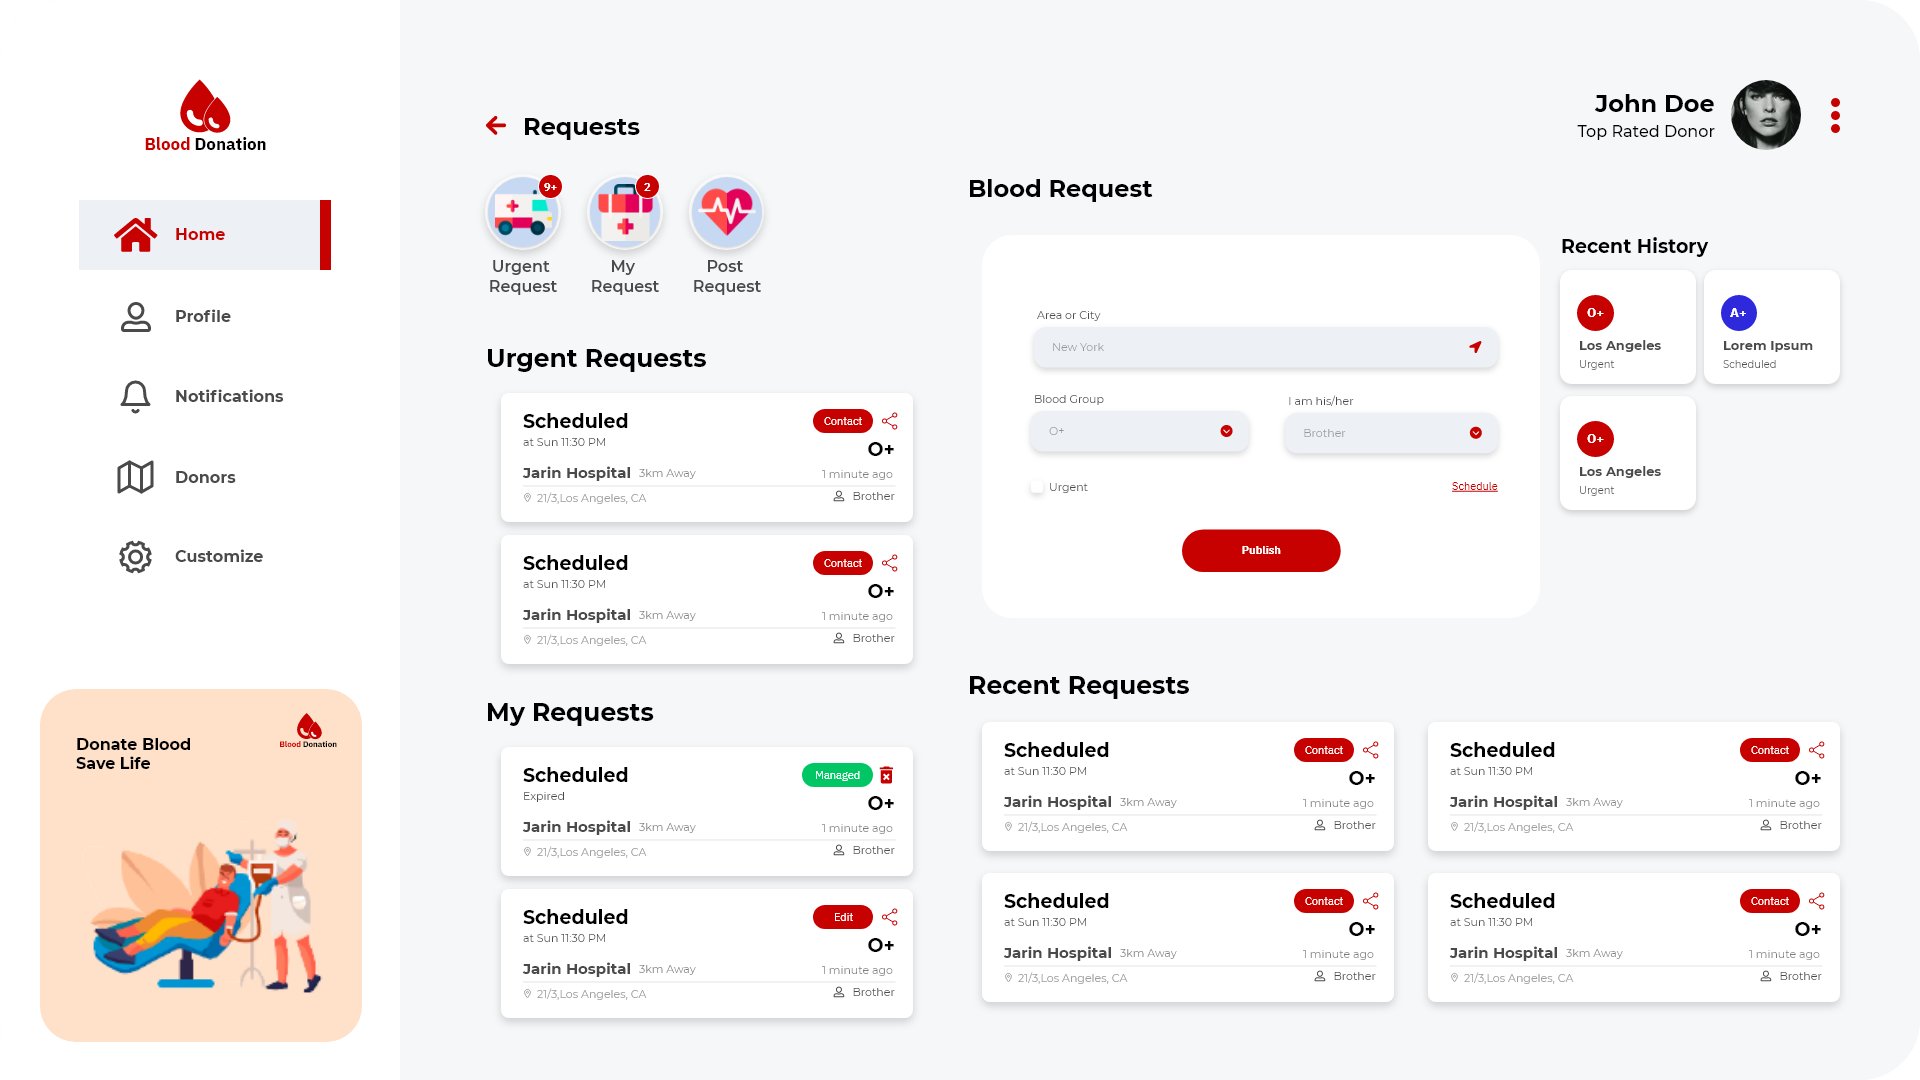 Blood Donation
Home
Profile
Notifications
Donors
Customize
Donate Blood
Save Life
Blood Donation
Requests
John Doe
Top Rated Donor
9+
Urgent
Request
2
My
Request
Post
Request
Urgent Requests
Scheduled
Contact
at Sun 11:30 PM
O+
Jarin Hospital 3km Away
1 minute ago
21/3,Los Angeles, CA
Brother
Scheduled
Contact
at Sun 11:30 PM
O+
Jarin Hospital 3km Away
1 minute ago
21/3,Los Angeles, CA
Brother
My Requests
Scheduled
Managed
Expired
O+
Jarin Hospital 3km Away
1 minute ago
21/3,Los Angeles, CA
Brother
Scheduled
Edit
at Sun 11:30 PM
O+
Jarin Hospital 3km Away
1 minute ago
21/3,Los Angeles, CA
Brother
Blood Request
Area or City
New York
Blood Group
O+
I am his/her
Brother
Urgent
Schedule
Publish
Recent History
O+
Los Angeles
Urgent
A+
Lorem Ipsum
Scheduled
O+
Los Angeles
Urgent
Recent Requests
Scheduled
Contact
at Sun 11:30 PM
O+
Jarin Hospital 3km Away
1 minute ago
21/3,Los Angeles, CA
Brother
Scheduled
Contact
at Sun 11:30 PM
O+
Jarin Hospital 3km Away
1 minute ago
21/3,Los Angeles, CA
Brother
Scheduled
Contact
at Sun 11:30 PM
O+
Jarin Hospital 3km Away
1 minute ago
21/3,Los Angeles, CA
Brother
Scheduled
Contact
at Sun 11:30 PM
O+
Jarin Hospital 3km Away
1 minute ago
21/3,Los Angeles, CA
Brother